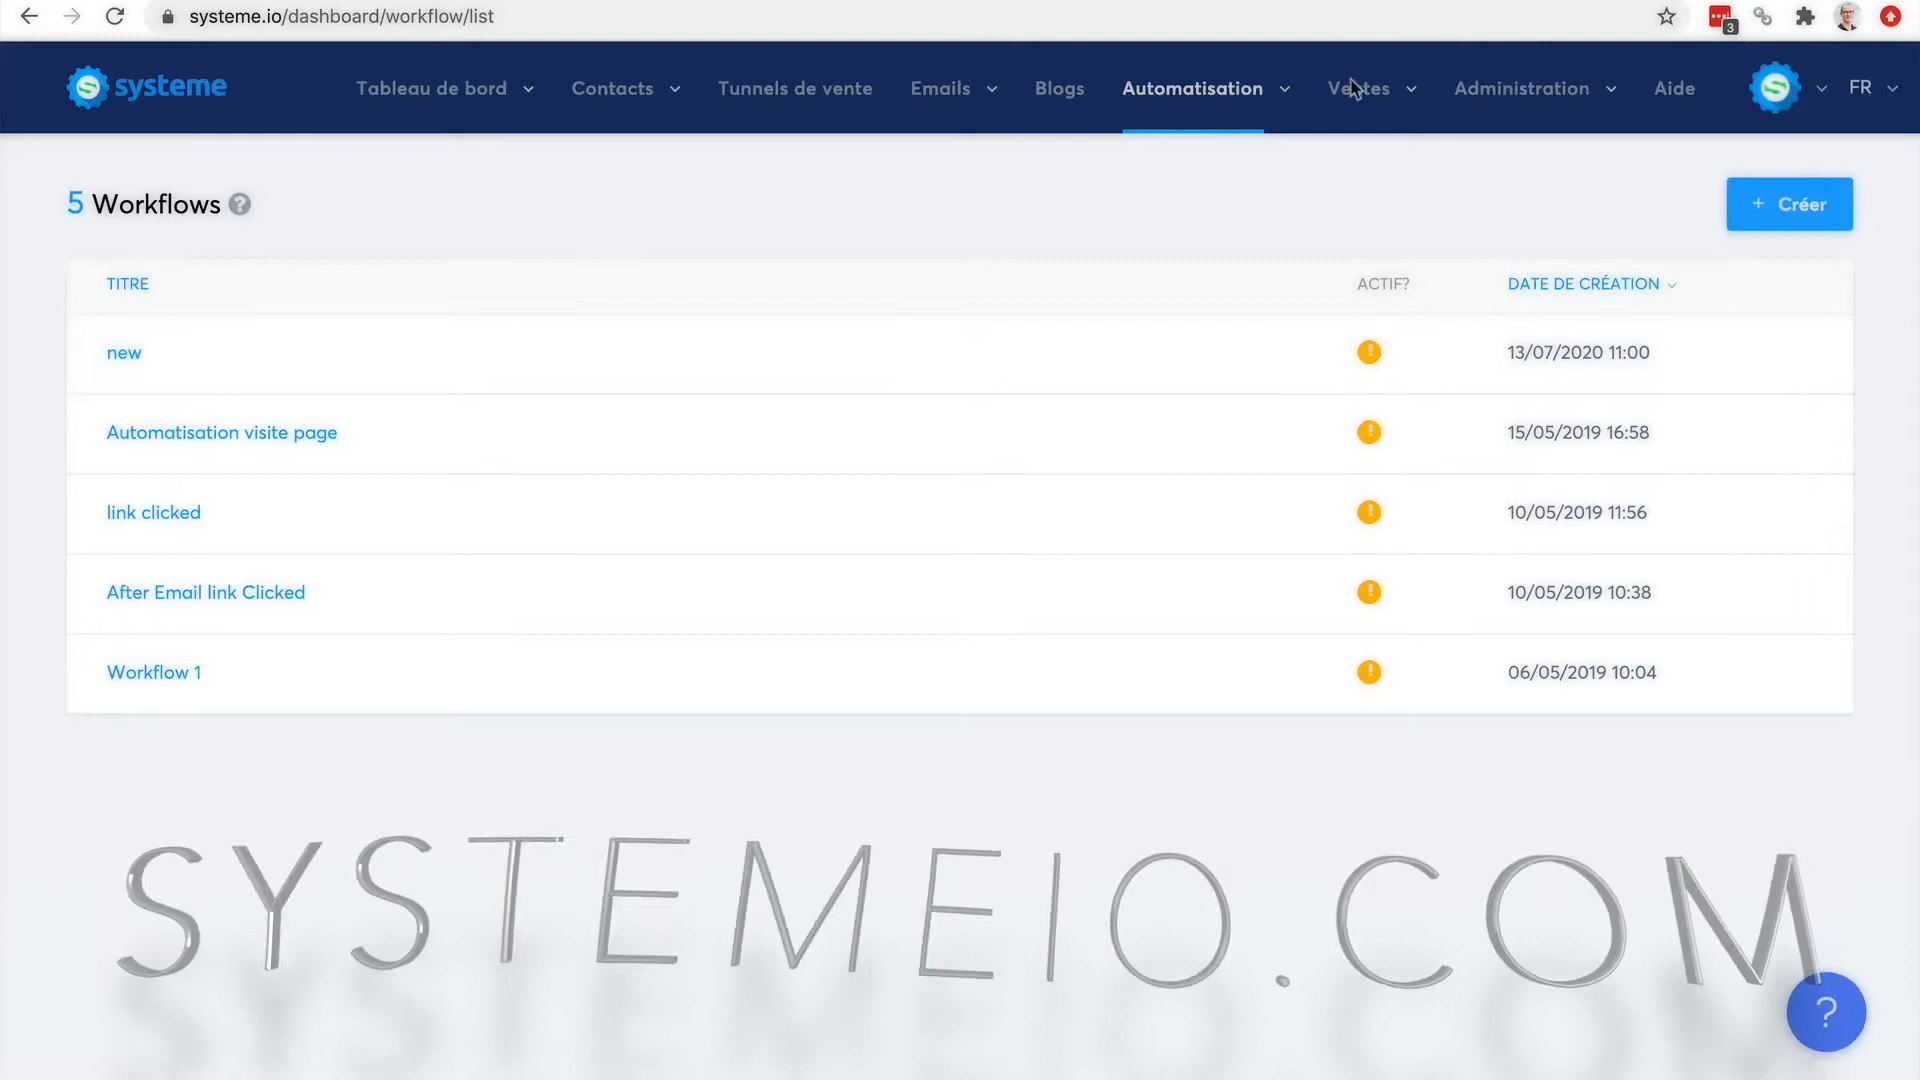 systeme.io/dashboard/workflow/list
3
systeme
Tableau de bord
Contacts
Tunnels de vente
Emails
Blogs
Automatisation
Ventes
Administration
Aide
FR
5 Workflows ?
+ Créer
TITRE
ACTIF?
DATE DE CRÉATION
new
!
13/07/2020 11:00
Automatisation visite page
!
15/05/2019 16:58
link clicked
!
10/05/2019 11:56
After Email link Clicked
!
10/05/2019 10:38
Workflow 1
!
06/05/2019 10:04
SYSTEMEIO.COM
?